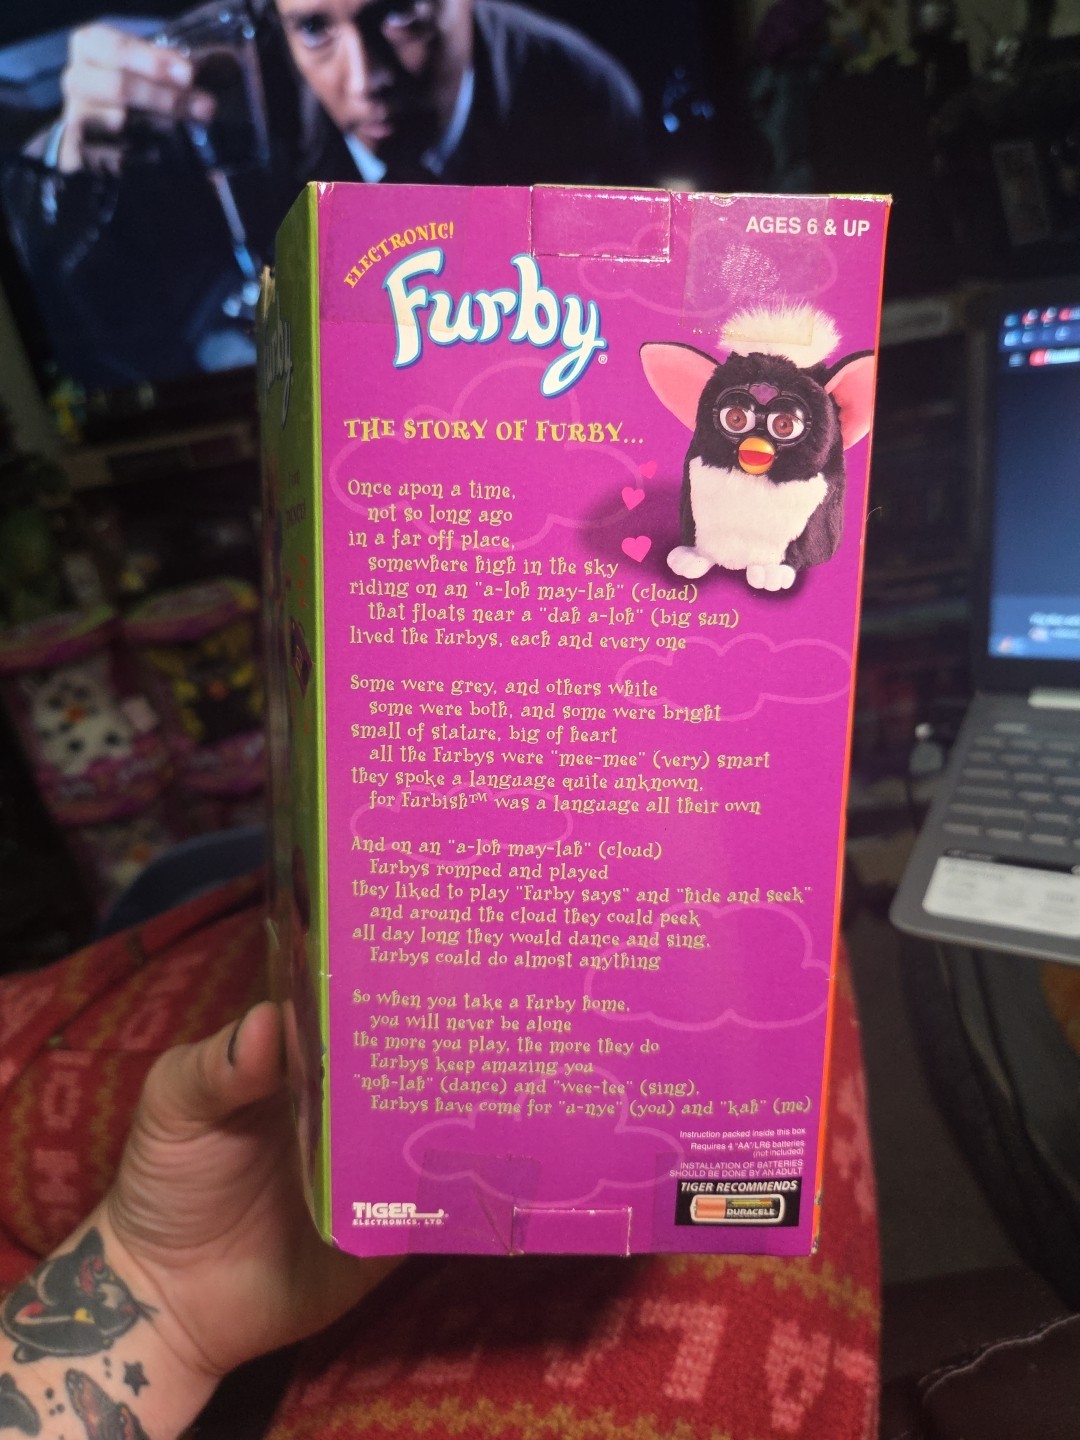 ELECTRONIC!
Furby®
AGES 6 & UP
THE STORY OF FURBY...
Once upon a time,
not so long ago
in a far off place,
somewhere high in the sky
riding on an "a-loh may-lah" (cloud)
that floats near a "dah a-loh" (big sun)
lived the Furbys, each and every one
Some were grey, and others white
some were both, and some were bright
small of stature, big of heart
all the Furbys were "mee-mee" (very) smart
they spoke a language quite unknown,
for Furbish™ was a language all their own
And on an "a-loh may-lah" (cloud)
Furbys romped and played
they liked to play "Furby says" and "hide and seek"
and around the cloud they could peek
all day long they would dance and sing,
Furbys could do almost anything
So when you take a Furby home,
you will never be alone
the more you play, the more they do
Furbys keep amazing you
"noh-lah" (dance) and "wee-tee" (sing),
Furbys have come for "u-nye" (you) and "kah" (me)
Instruction packed inside this box
Requires 4 "AA"/LR6 batteries
(not included)
INSTALLATION OF BATTERIES
SHOULD BE DONE BY AN ADULT
TIGER RECOMMENDS
DURACELL
TIGER
ELECTRONICS, LTD.